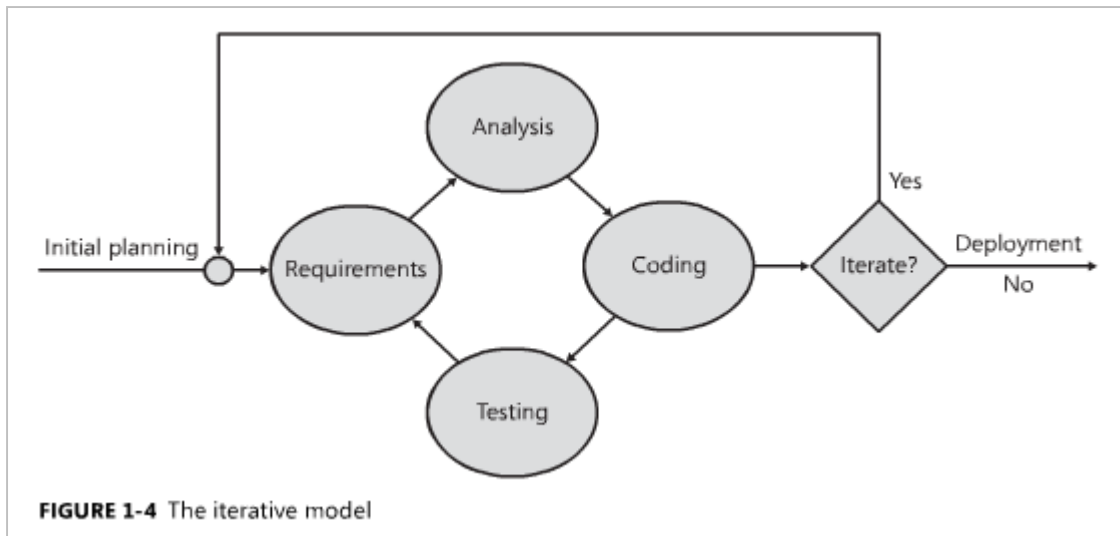 Analysis
Yes
Initial planning
Requirements
Coding
Iterate?
Deployment
No
Testing
FIGURE 1-4 The iterative model